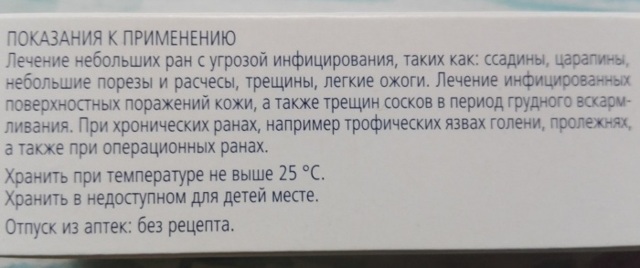 ПОКАЗАНИЯ К ПРИМЕНЕНИЮ
Лечение небольших ран с угрозой инфицирования, таких как: ссадины, царапины,
небольшие порезы и расчесы, трещины, легкие ожоги. Лечение инфицированных
поверхностных поражений кожи, а также трещин сосков в период грудного вскарм-
ливания. При хронических ранах, например трофических язвах голени, пролежнях,
а также при операционных ранах.
Хранить при температуре не выше 25 °C.
Хранить в недоступном для детей месте.
Отпуск из аптек: без рецепта.